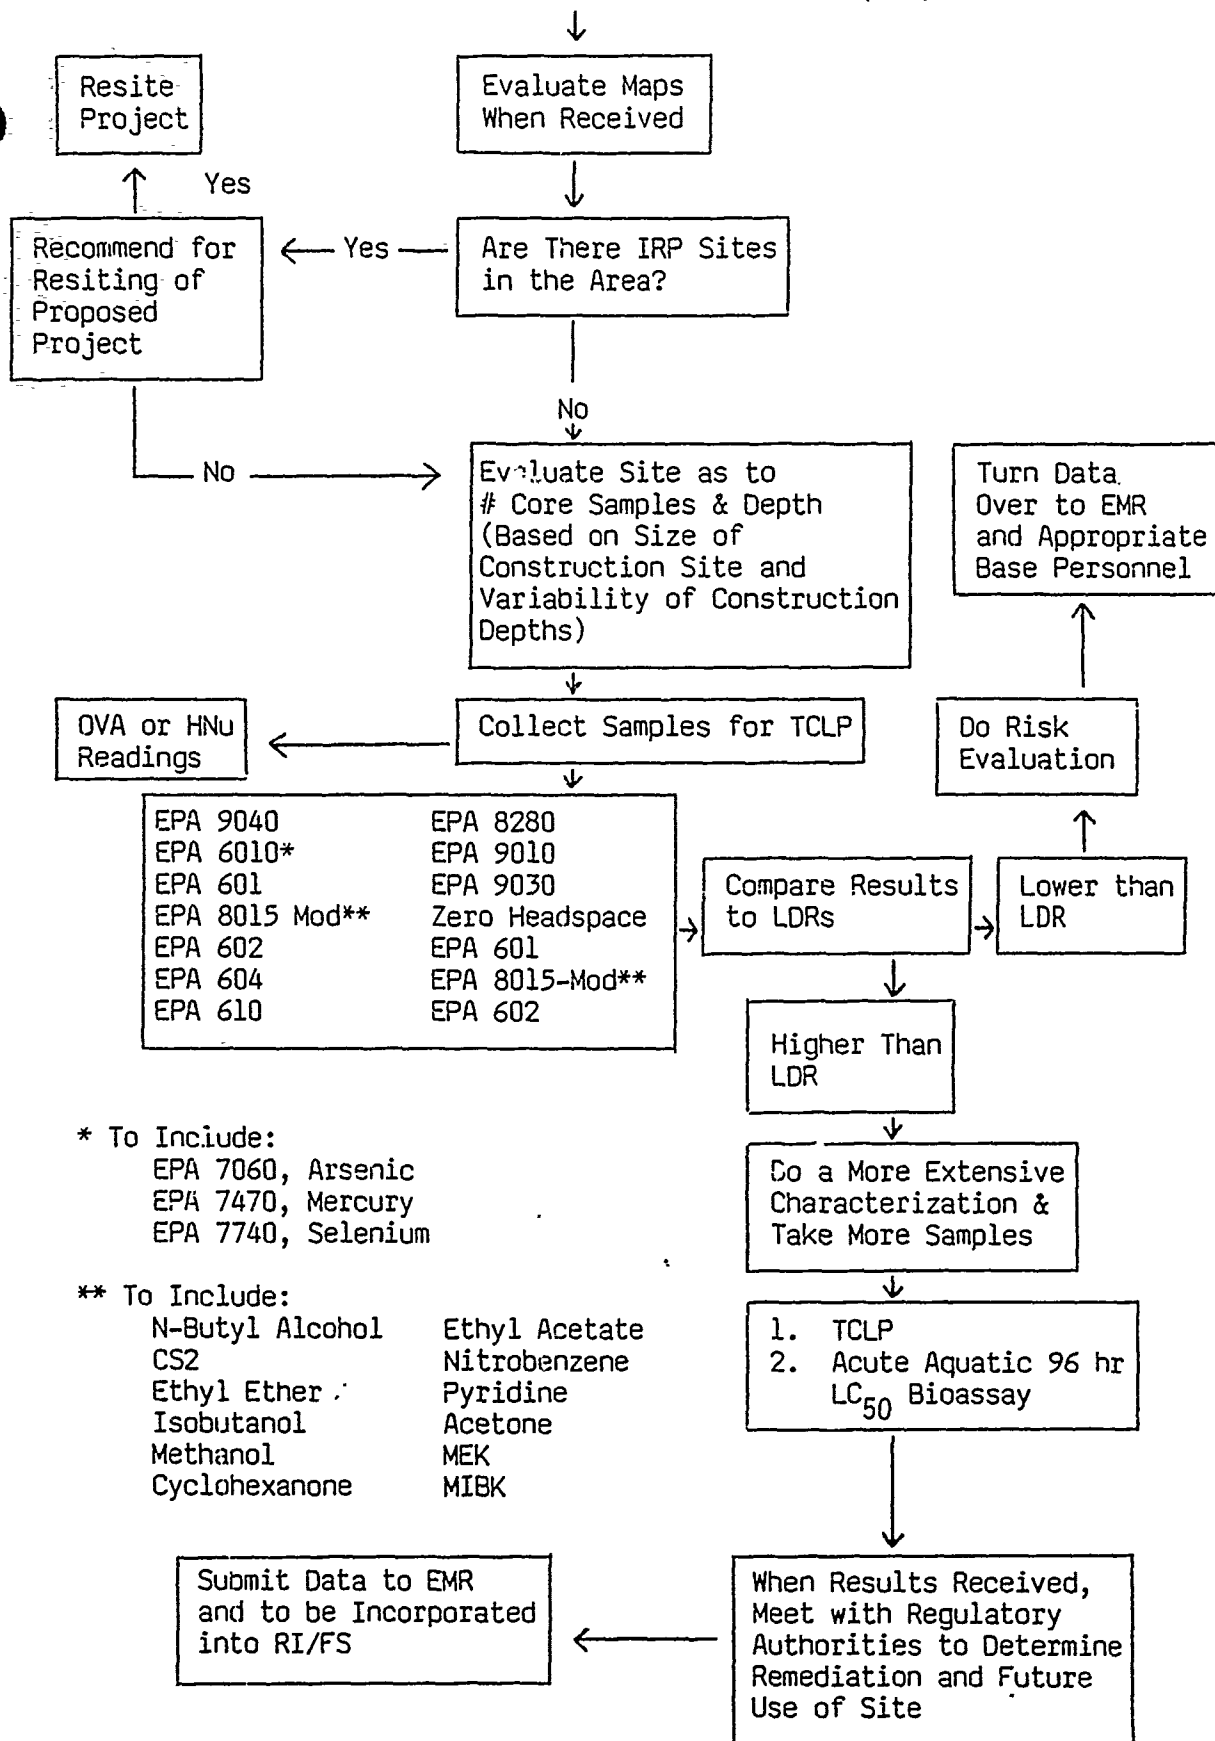 Resite
Project
Evaluate Maps
When Received
Yes
Recommend for
Resiting of
Proposed
Project
Yes
Are There IRP Sites
in the Area?
No
No
Evaluate Site as to
# Core Samples & Depth
(Based on Size of
Construction Site and
Variability of Construction
Depths)
Turn Data
Over to EMR
and Appropriate
Base Personnel
OVA or HNu
Readings
Collect Samples for TCLP
Do Risk
Evaluation
EPA 9040 EPA 8280
EPA 6010* EPA 9010
EPA 601 EPA 9030
EPA 8015 Mod** Zero Headspace
EPA 602 EPA 601
EPA 604 EPA 8015-Mod**
EPA 610 EPA 602
Compare Results
to LDRs
Lower than
LDR
Higher Than
LDR
* To Include:
EPA 7060, Arsenic
EPA 7470, Mercury
EPA 7740, Selenium
Do a More Extensive
Characterization &
Take More Samples
** To Include:
N-Butyl Alcohol Ethyl Acetate
CS2 Nitrobenzene
Ethyl Ether Pyridine
Isobutanol Acetone
Methanol MEK
Cyclohexanone MIBK
1. TCLP
2. Acute Aquatic 96 hr
LC50 Bioassay
Submit Data to EMR
and to be Incorporated
into RI/FS
When Results Received,
Meet with Regulatory
Authorities to Determine
Remediation and Future
Use of Site